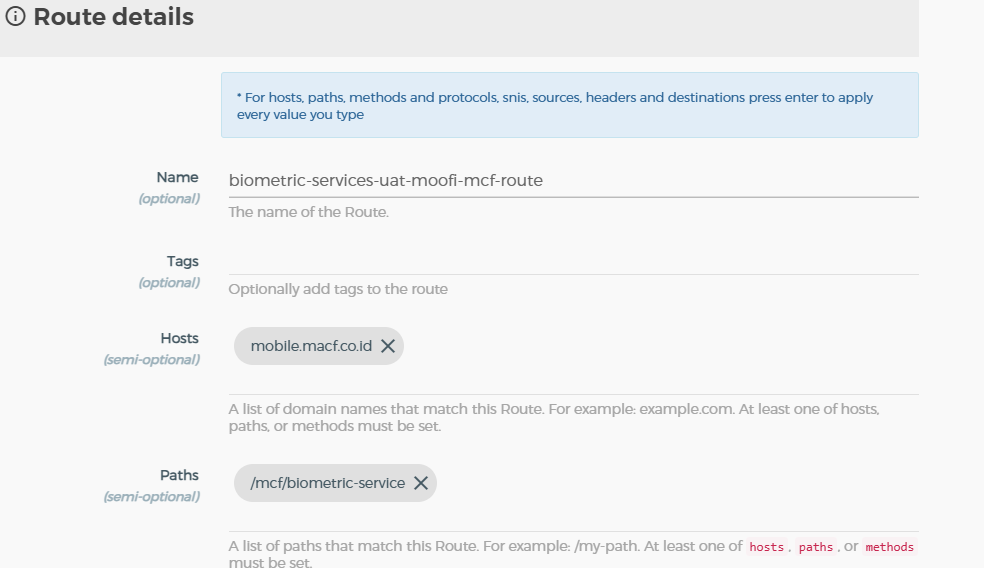 Route details
* For hosts, paths, methods and protocols, snis, sources, headers and destinations press enter to apply
every value you type
Name
(optional)
biometric-services-uat-moofi-mcf-route
The name of the Route.
Tags
(optional)
Optionally add tags to the route
Hosts
(semi-optional)
mobile.macf.co.id
A list of domain names that match this Route. For example: example.com. At least one of hosts,
paths, or methods must be set.
Paths
(semi-optional)
/mcf/biometric-service
A list of paths that match this Route. For example: /my-path. At least one of hosts, paths, or methods
must be set.